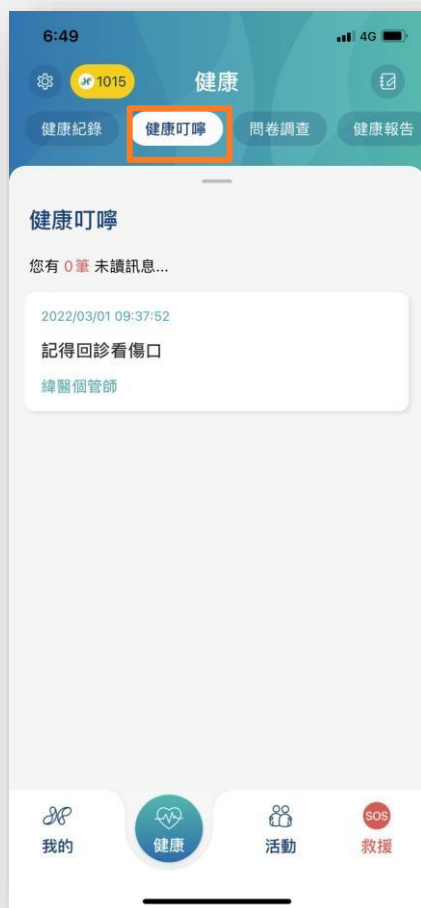 6:49
4G
1015
健康
健康紀錄
健康叮嚀
問卷調查
健康報告
健康叮嚀
您有 0筆 未讀訊息...
2022/03/01 09:37:52
記得回診看傷口
緯醫個管師
我的
健康
活動
SOS
救援